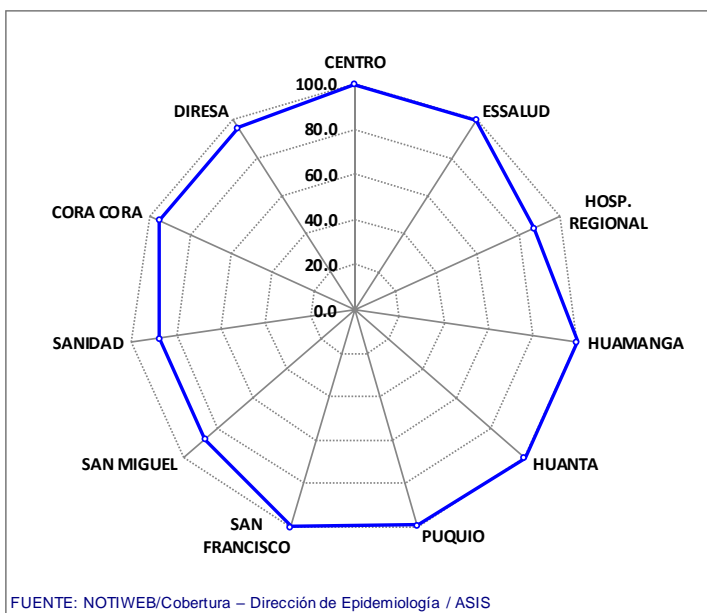 CENTRO
100.0
DIRESA
ESSALUD
80.0
60.0
HOSP.
REGIONAL
CORA CORA
40.0
20.0
0.0
SANIDAD
HUAMANGA
SAN MIGUEL
HUANTA
SAN
FRANCISCO
PUQUIO
FUENTE: NOTIWEB/Cobertura – Dirección de Epidemiología / ASIS